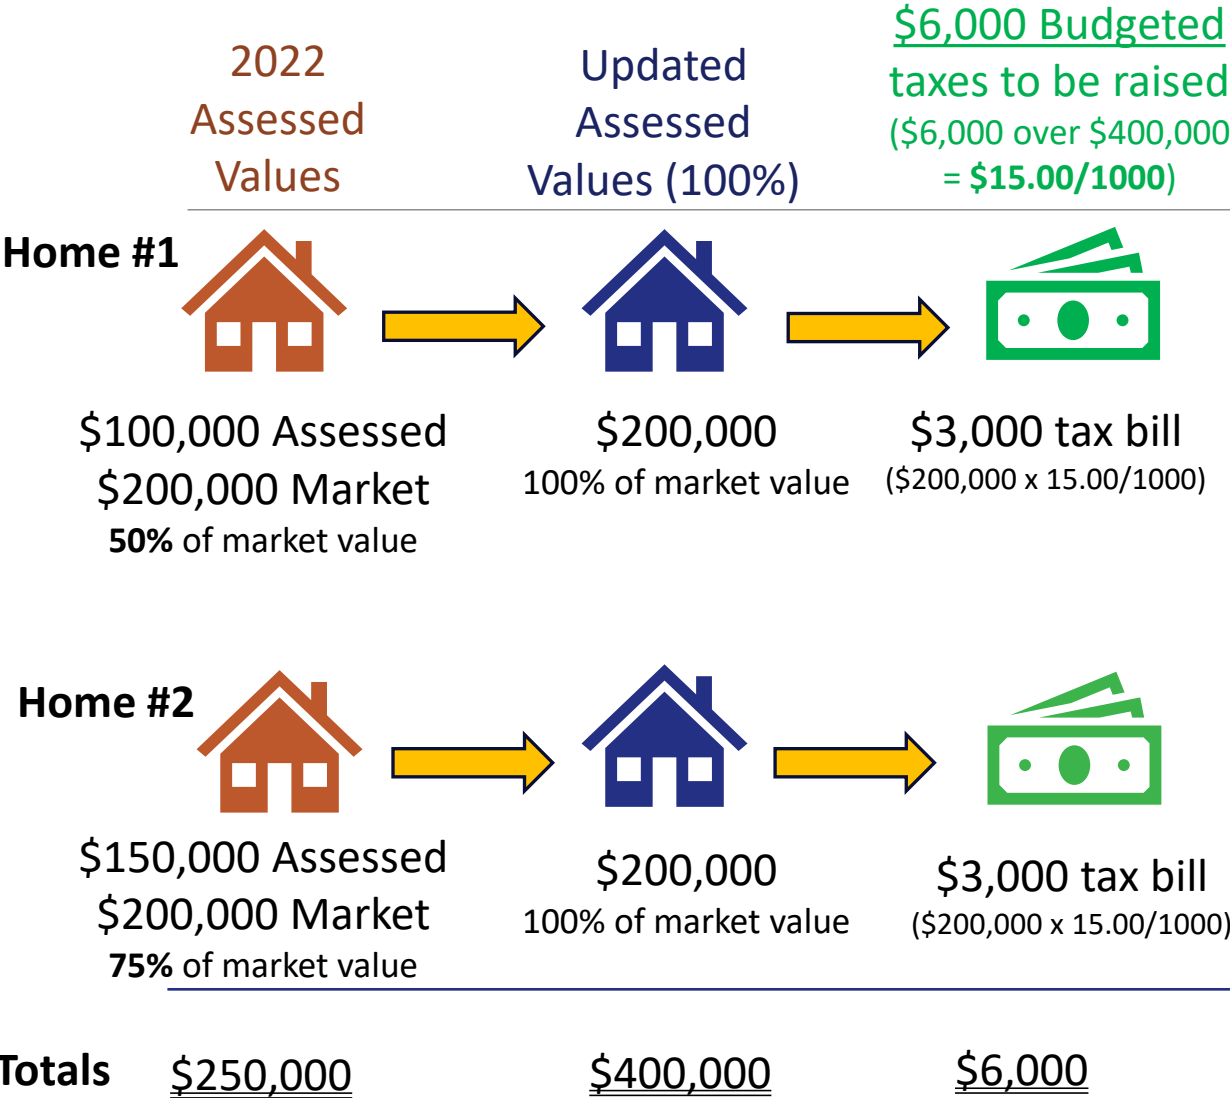 2022
Assessed
Values
Updated
Assessed
Values (100%)
$6,000 Budgeted
taxes to be raised
($6,000 over $400,000
= $15.00/1000)
Home #1
$100,000 Assessed
$200,000 Market
50% of market value
$200,000
100% of market value
$3,000 tax bill
($200,000 x 15.00/1000)
Home #2
$150,000 Assessed
$200,000 Market
75% of market value
$200,000
100% of market value
$3,000 tax bill
($200,000 x 15.00/1000)
Totals
$250,000
$400,000
$6,000